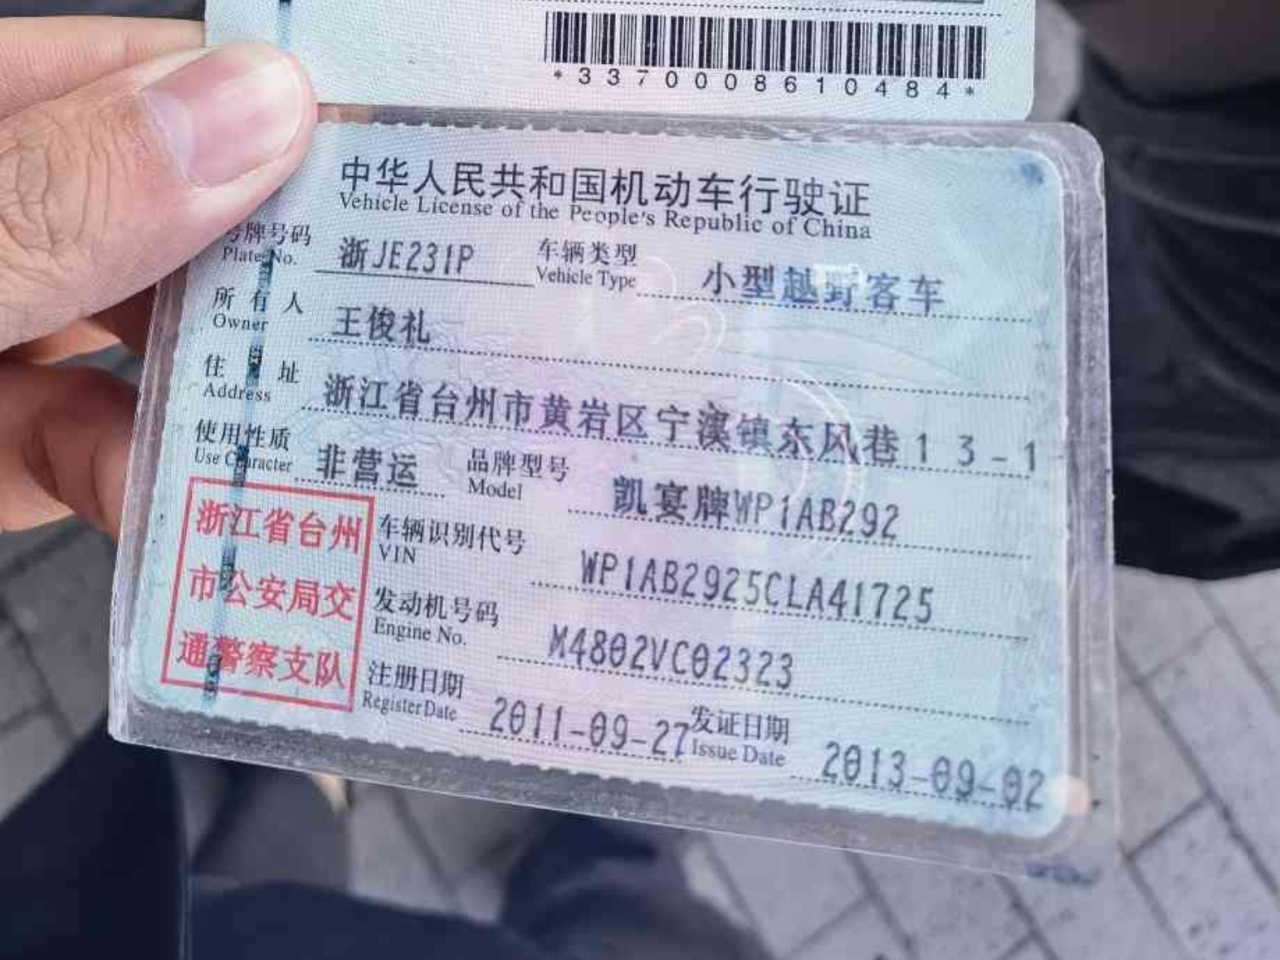 *3370008610484*
中华人民共和国机动车行驶证
Vehicle License of the People's Republic of China
号牌号码 浙JE231P 车辆类型 小型越野客车
Plate No. Vehicle Type
所有人 王俊礼
Owner
住址 浙江省台州市黄岩区宁溪镇东风巷13-1
Address
使用性质 非营运 品牌型号 凯宴牌WP1AB292
Use Character Model
浙江省台州
市公安局交
通警察支队
车辆识别代号 WP1AB2925CLA41725
VIN
发动机号码 M4802VC02323
Engine No.
注册日期 2011-09-27 发证日期 2013-09-02
Register Date Issue Date